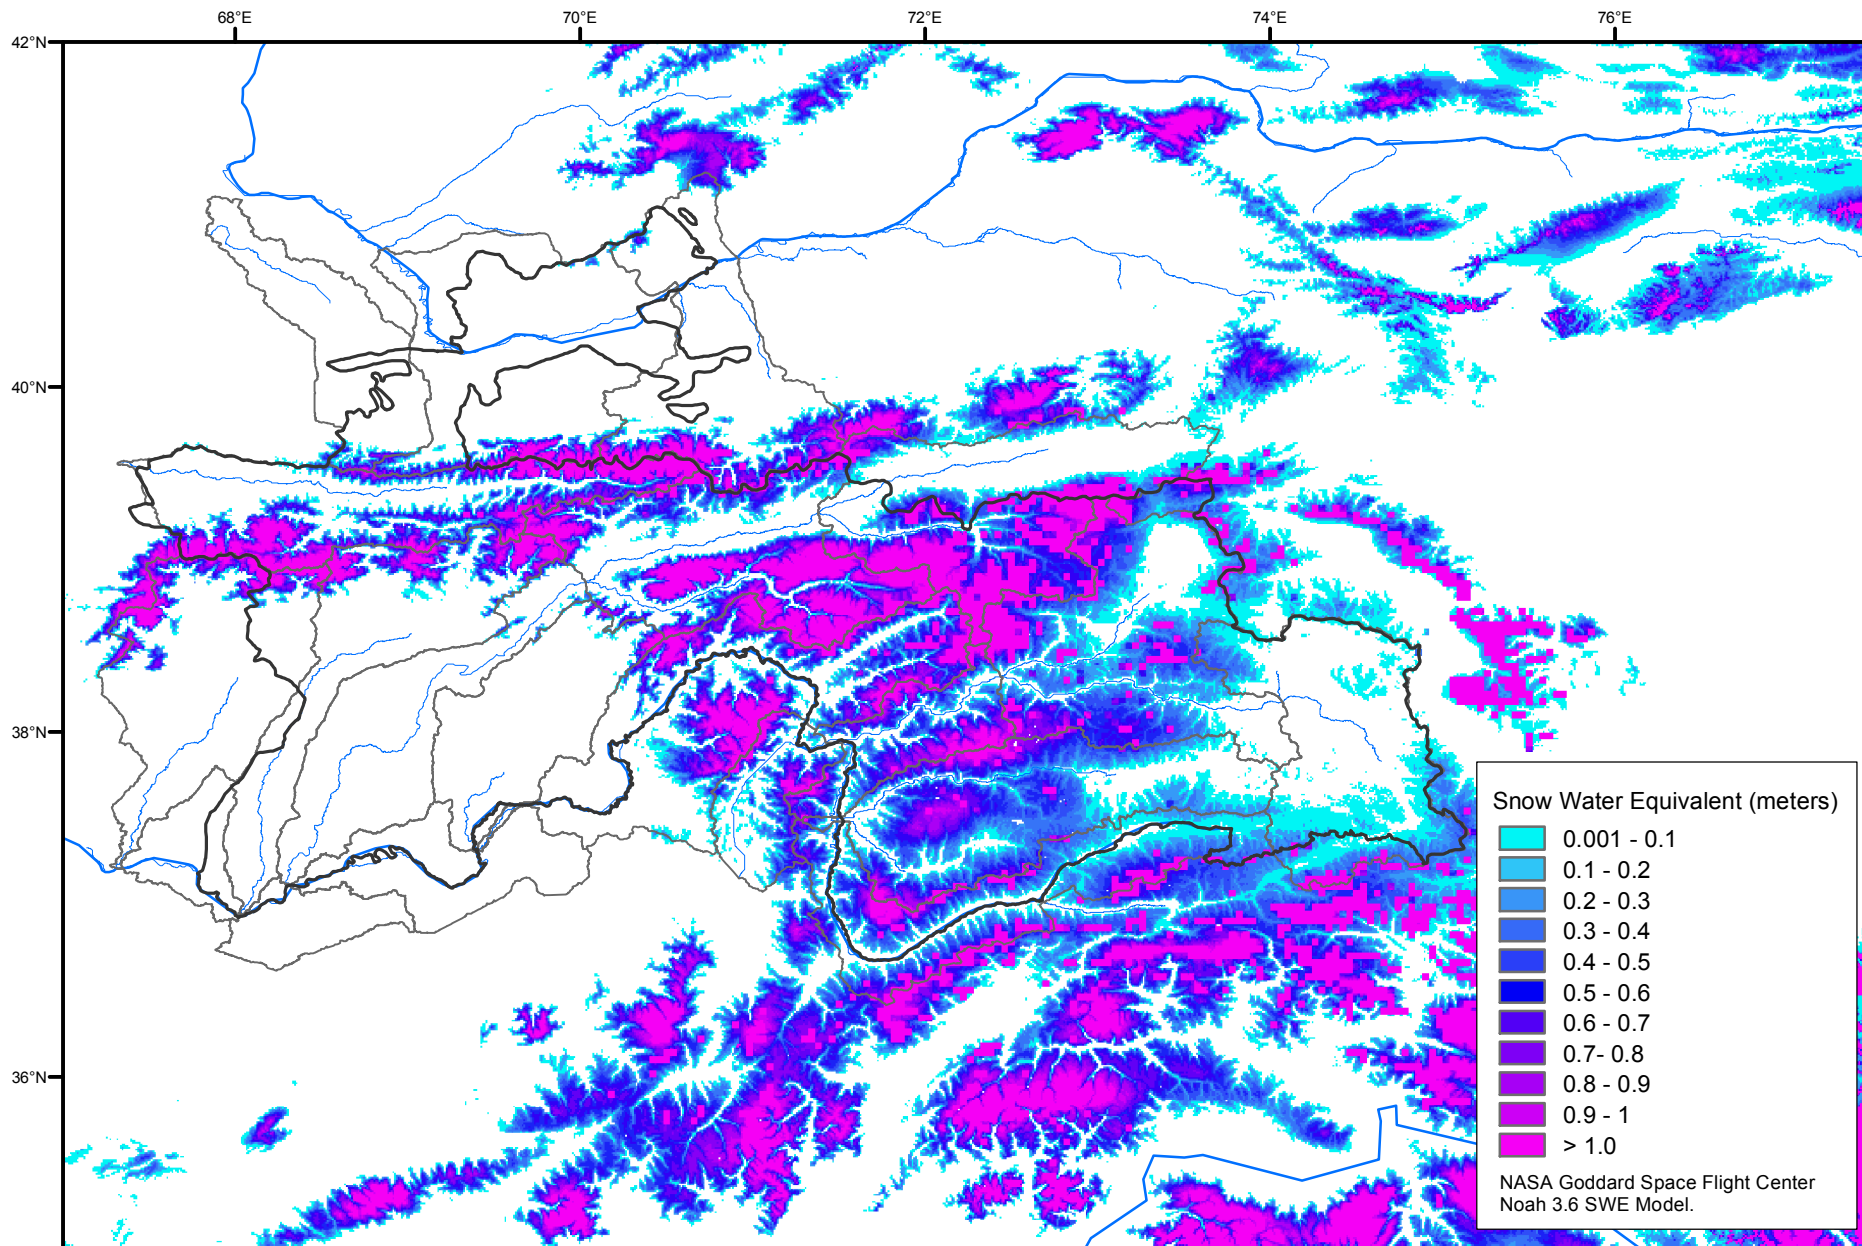 68°E
70°E
72°E
74°E
76°E
42°N
40°N
38°N
36°N
Snow Water Equivalent (meters)
0.001 - 0.1
0.1 - 0.2
0.2 - 0.3
0.3 - 0.4
0.4 - 0.5
0.5 - 0.6
0.6 - 0.7
0.7- 0.8
0.8 - 0.9
0.9 - 1
> 1.0
NASA Goddard Space Flight Center
Noah 3.6 SWE Model.